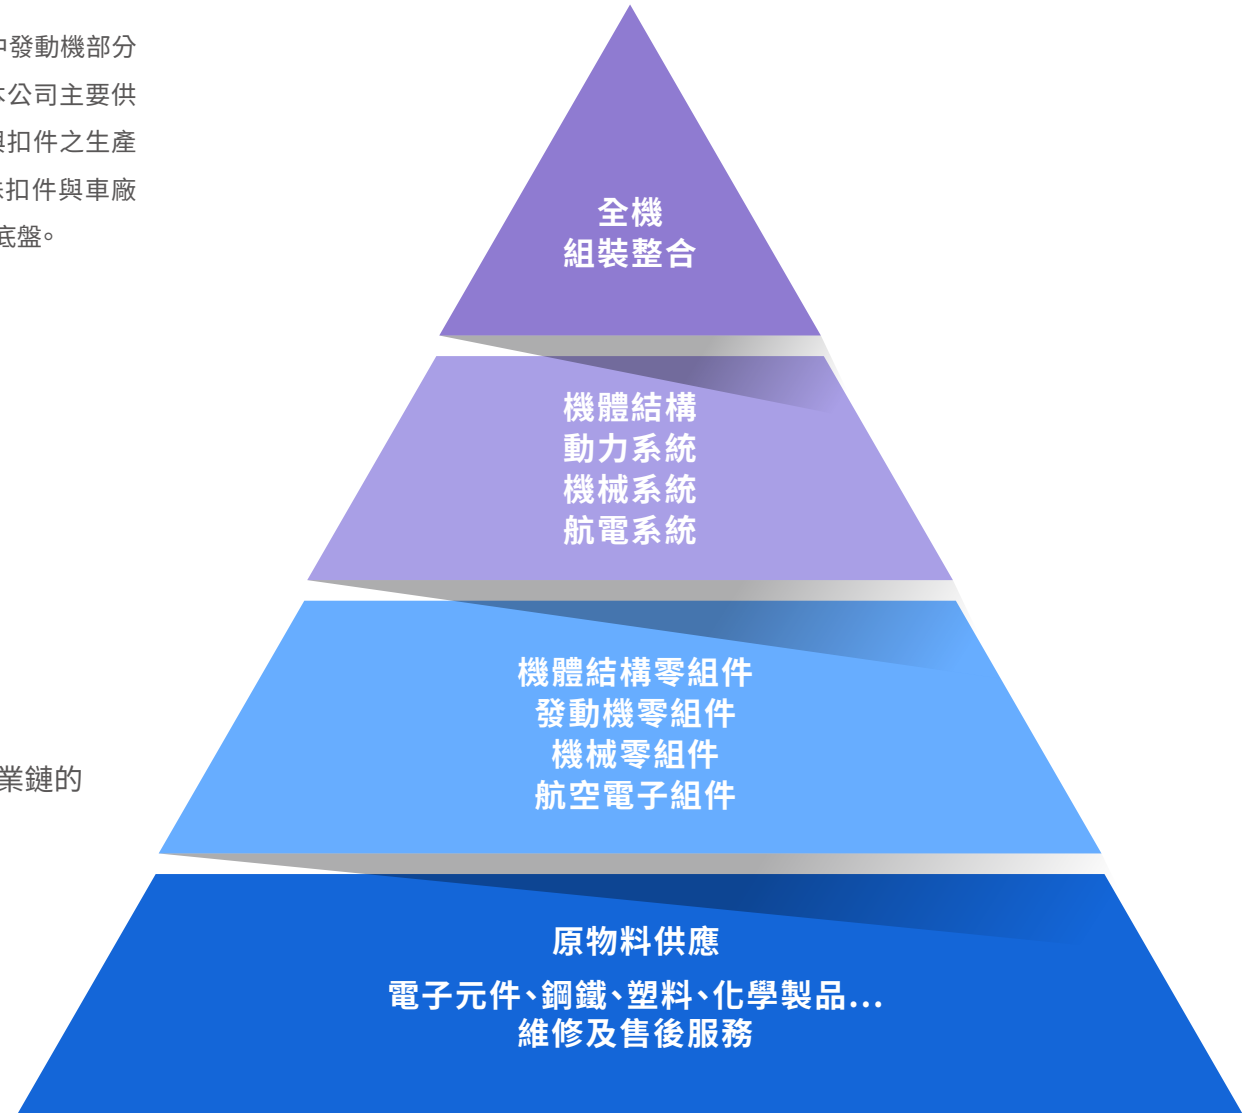 中發動機部分
本公司主要供
與扣件之生產
殊扣件與車廠
底盤。
全機
組裝整合
機體結構
動力系統
機械系統
航電系統
機體結構零組件
發動機零組件
機械零組件
航空電子組件
業鏈的
原物料供應
電子元件、鋼鐵、塑料、化學製品...
維修及售後服務